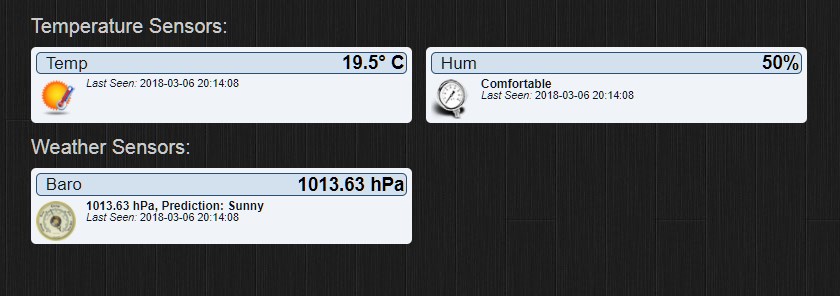 Temperature Sensors:
Temp 19.5° C
Last Seen: 2018-03-06 20:14:08
Hum 50%
Comfortable
Last Seen: 2018-03-06 20:14:08
Weather Sensors:
Baro 1013.63 hPa
1013.63 hPa, Prediction: Sunny
Last Seen: 2018-03-06 20:14:08